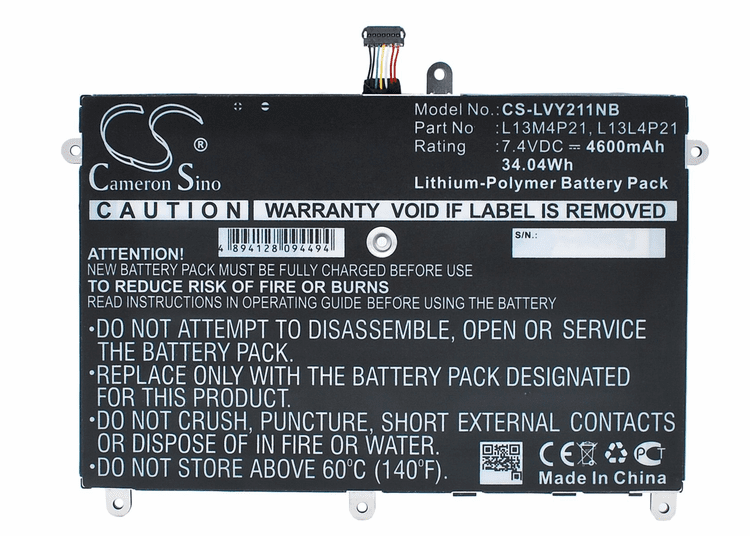 CS
®
Cameron Sino
Model No.: CS-LVY211NB
Part No : L13M4P21, L13L4P21
Rating : 7.4VDC ⎓ 4600mAh
34.04Wh
Lithium-Polymer Battery Pack
CAUTION WARRANTY VOID IF LABEL IS REMOVED
4 894128 094494
S/N.:
ATTENTION!
NEW BATTERY PACK MUST BE FULLY CHARGED BEFORE USE
TO REDUCE RISK OF FIRE OR BURNS
READ INSTRUCTIONS IN OPERATING GUIDE BEFORE USING THE BATTERY
•DO NOT ATTEMPT TO DISASSEMBLE, OPEN OR SERVICE
THE BATTERY PACK.
•REPLACE ONLY WITH THE BATTERY PACK DESIGNATED
FOR THIS PRODUCT.
•DO NOT CRUSH, PUNCTURE, SHORT EXTERNAL CONTACTS
OR DISPOSE OF IN FIRE OR WATER.
•DO NOT STORE ABOVE 60°C (140°F).
CE
Made In China